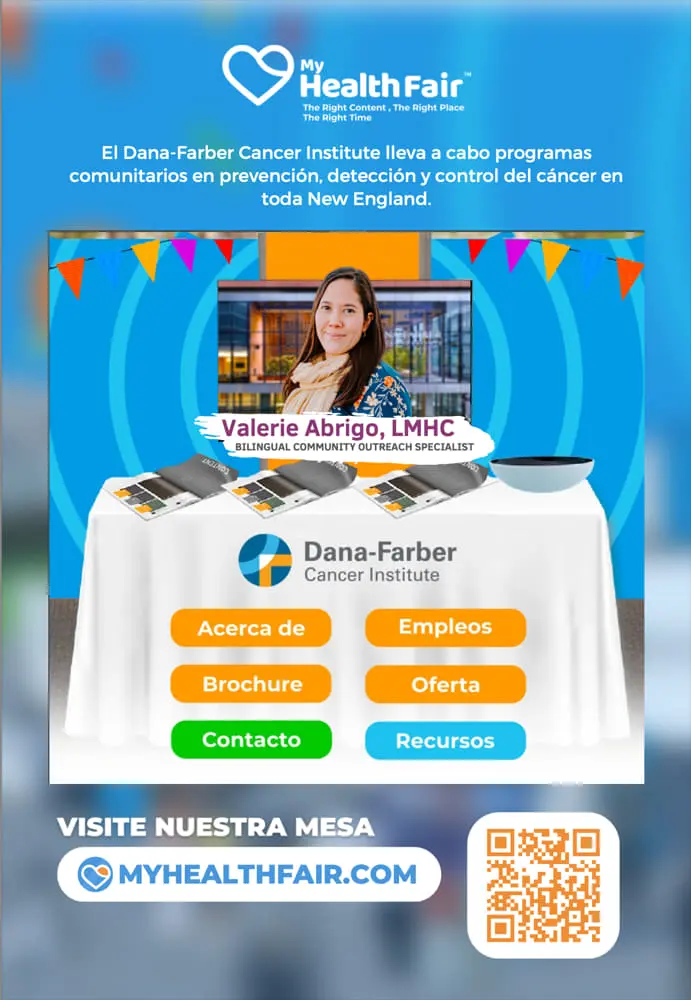 My
HealthFair™
The Right Content , The Right Place
The Right Time
El Dana-Farber Cancer Institute lleva a cabo programas
comunitarios en prevención, detección y control del cáncer en
toda New England.
Valerie Abrigo, LMHC
BILINGUAL COMMUNITY OUTREACH SPECIALIST
CONTENT
Dana-Farber
Cancer Institute
Acerca de
Empleos
Brochure
Oferta
Contacto
Recursos
VISITE NUESTRA MESA
MYHEALTHFAIR.COM